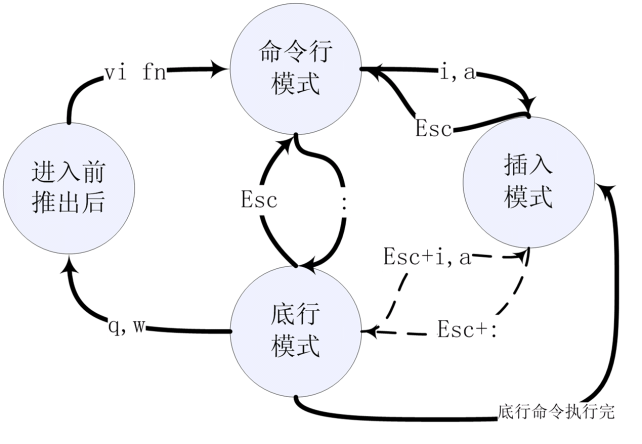 命令行
模式
vi fn
i,a
Esc
进入前
推出后
插入
模式
Esc
:
Esc+i,a
底行
模式
q,w
Esc+:
底行命令执行完